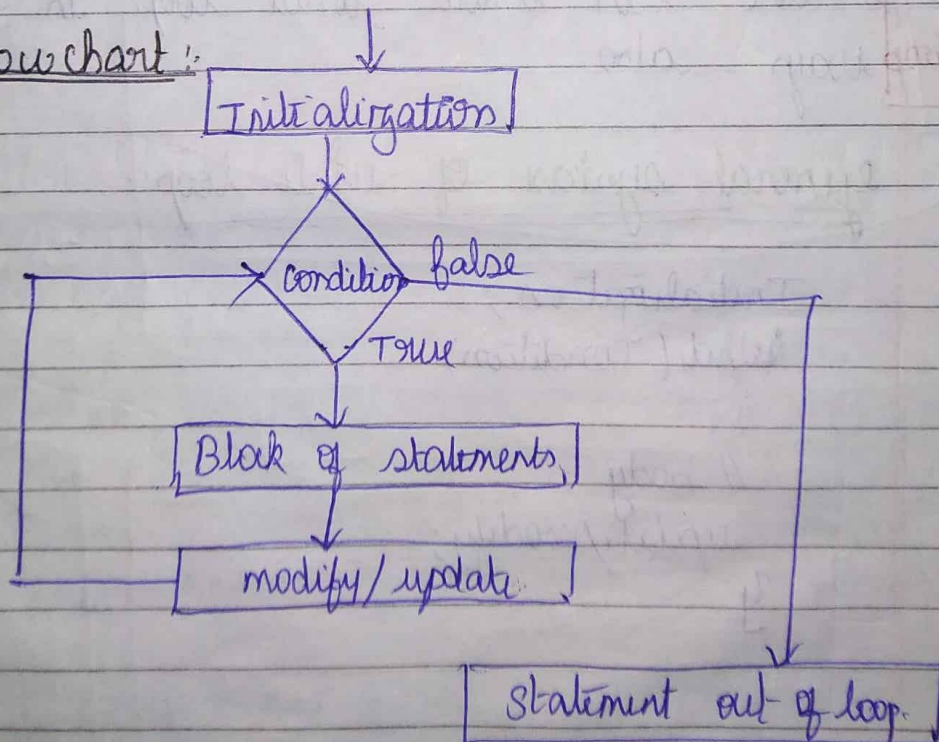 owchart :-
Initialization
Condition
false
True
Block of statements
modify/update
Statement out of loop.